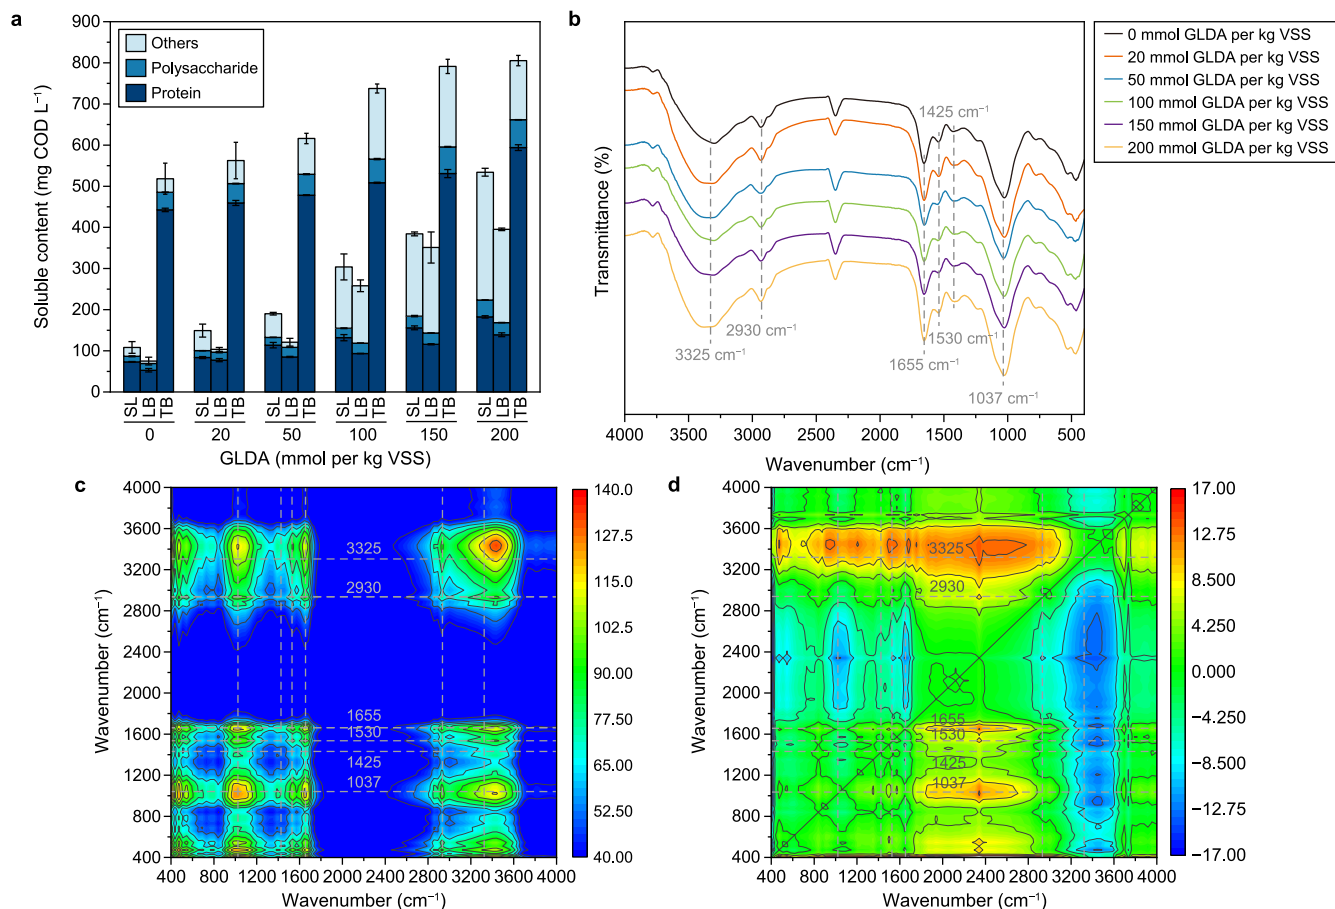 a
900
800
700
600
500
400
300
200
100
0
Soluble content (mg COD L⁻¹)
Others
Polysaccharide
Protein
SL LB TB SL LB TB SL LB TB SL LB TB SL LB TB SL LB TB
0 20 50 100 150 200
GLDA (mmol per kg VSS)
b
Transmittance (%)
1425 cm⁻¹
2930 cm⁻¹
3325 cm⁻¹
1530 cm⁻¹
1655 cm⁻¹
1037 cm⁻¹
4000 3500 3000 2500 2000 1500 1000 500
Wavenumber (cm⁻¹)
0 mmol GLDA per kg VSS
20 mmol GLDA per kg VSS
50 mmol GLDA per kg VSS
100 mmol GLDA per kg VSS
150 mmol GLDA per kg VSS
200 mmol GLDA per kg VSS
c
4000
3600
3200
2800
2400
2000
1600
1200
800
400
Wavenumber (cm⁻¹)
3325
2930
1655
1530
1425
1037
400 800 1200 1600 2000 2400 2800 3200 3600 4000
Wavenumber (cm⁻¹)
140.0
127.5
115.0
102.5
90.00
77.50
65.00
52.50
40.00
d
4000
3600
3200
2800
2400
2000
1600
1200
800
400
Wavenumber (cm⁻¹)
3325
2930
1655
1530
1425
1037
400 800 1200 1600 2000 2400 2800 3200 3600 4000
Wavenumber (cm⁻¹)
17.00
12.75
8.500
4.250
0.000
−4.250
−8.500
−12.75
−17.00